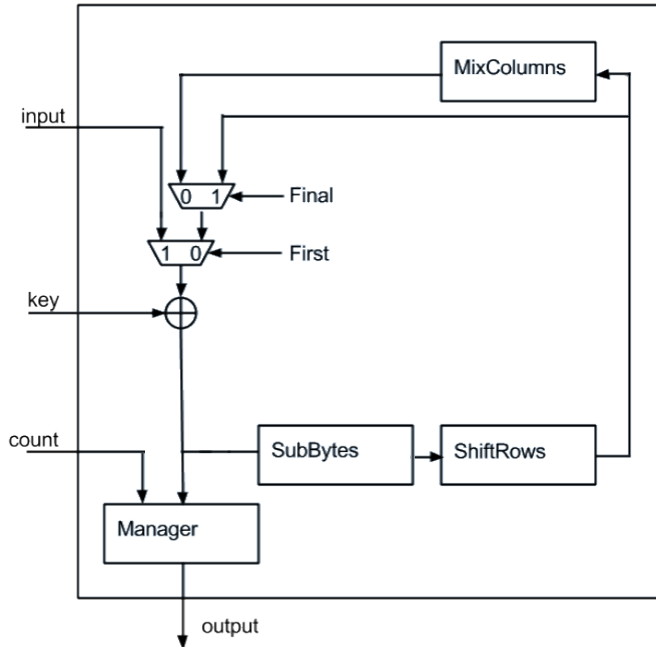 MixColumns
input
0 1
Final
1 0
First
key
count
SubBytes
ShiftRows
Manager
output